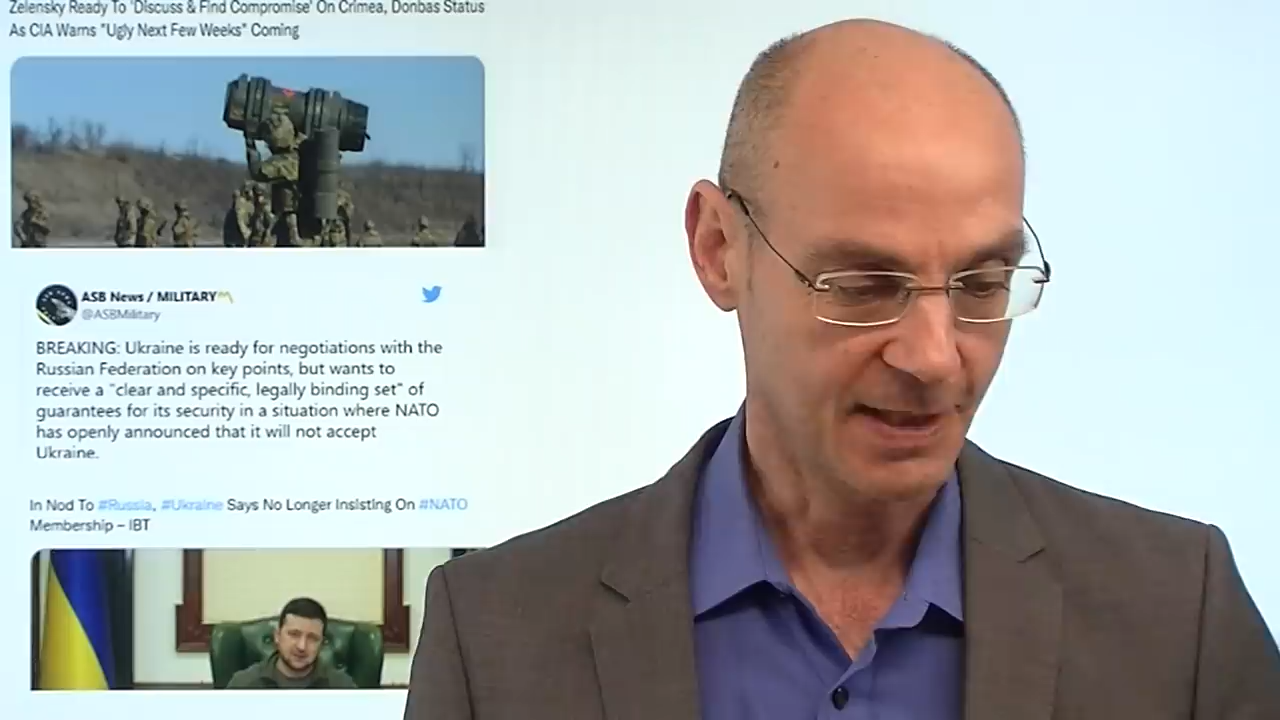 Zelensky Ready To 'Discuss & Find Compromise' On Crimea, Donbas Status
As CIA Warns "Ugly Next Few Weeks" Coming
ASB News / MILITARY
@ASBMilitary
BREAKING: Ukraine is ready for negotiations with the
Russian Federation on key points, but wants to
receive a "clear and specific, legally binding set" of
guarantees for its security in a situation where NATO
has openly announced that it will not accept
Ukraine.
In Nod To #Russia, #Ukraine Says No Longer Insisting On #NATO
Membership – IBT